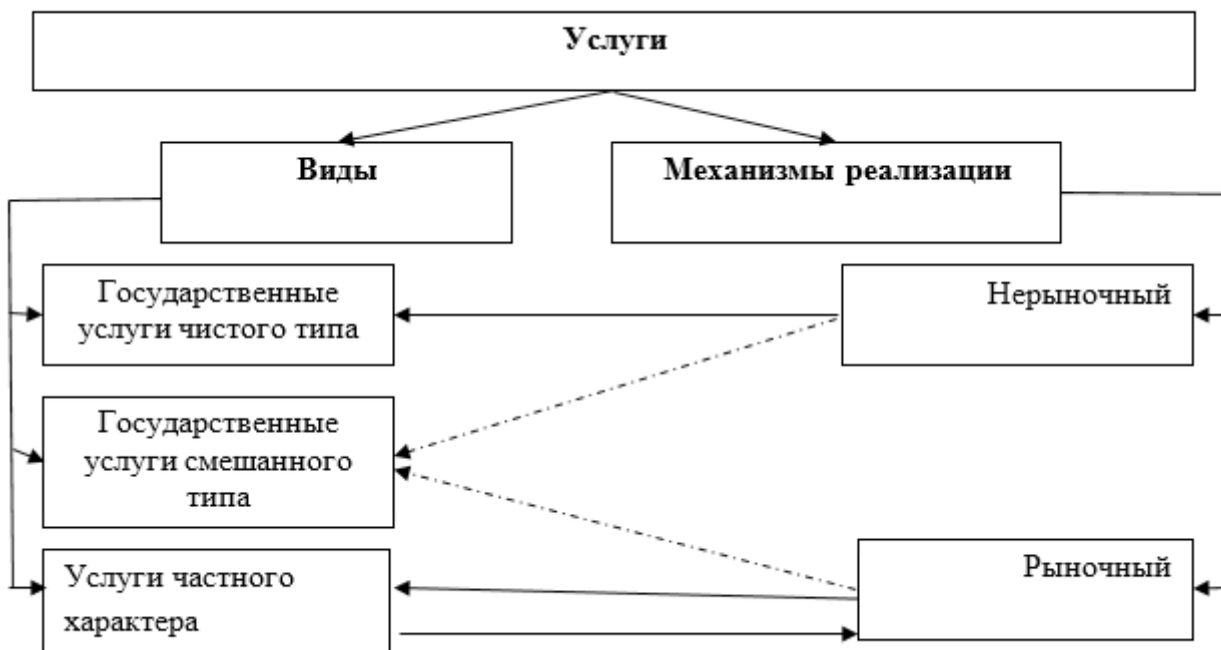 Услуги
Виды
Механизмы реализации
Государственные
услуги чистого типа
Нерыночный
Государственные
услуги смешанного
типа
Услуги частного
характера
Рыночный